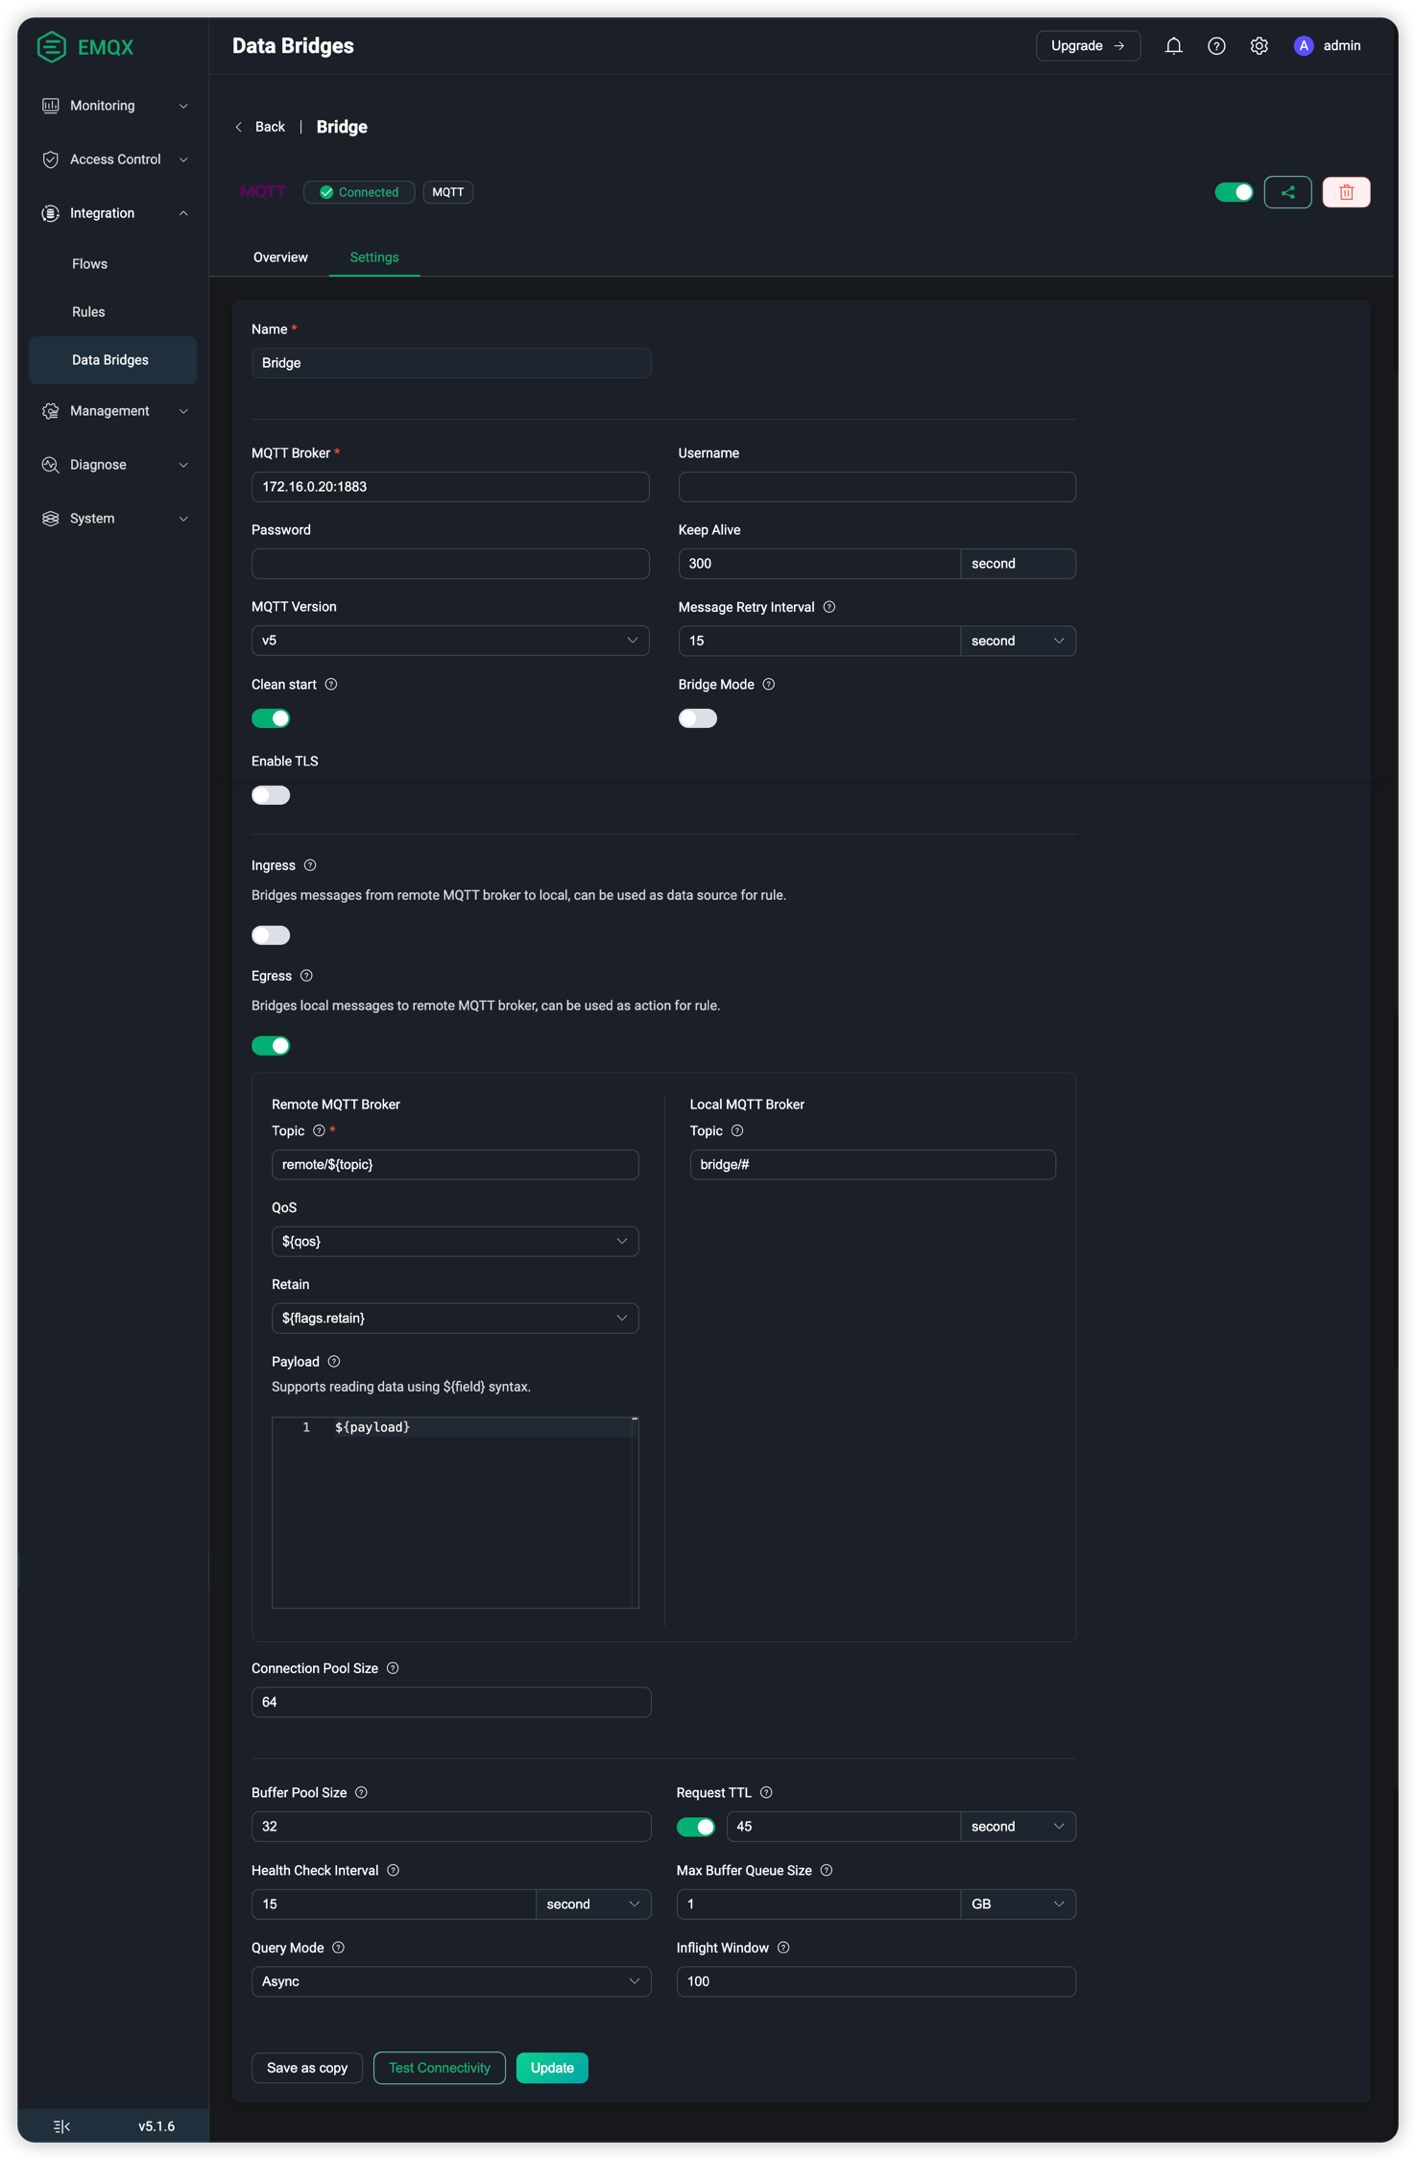 EMQX
Data Bridges
Upgrade →
A
admin
Monitoring
Access Control
Integration
Flows
Rules
Data Bridges
Management
Diagnose
System
Back | Bridge
MQTT
Connected
MQTT
Overview
Settings
Name *
Bridge
MQTT Broker *
Username
172.16.0.20:1883
Password
Keep Alive
300
second
MQTT Version
Message Retry Interval
v5
15
second
Clean start
Bridge Mode
Enable TLS
Ingress
Bridges messages from remote MQTT broker to local, can be used as data source for rule.
Egress
Bridges local messages to remote MQTT broker, can be used as action for rule.
Remote MQTT Broker
Topic *
remote/${topic}
QoS
${qos}
Retain
${flags.retain}
Payload
Supports reading data using ${field} syntax.
1 ${payload}
Local MQTT Broker
Topic
bridge/#
Connection Pool Size
64
Buffer Pool Size
Request TTL
32
45
second
Health Check Interval
Max Buffer Queue Size
15
second
1
GB
Query Mode
Inflight Window
Async
100
Save as copy
Test Connectivity
Update
v5.1.6